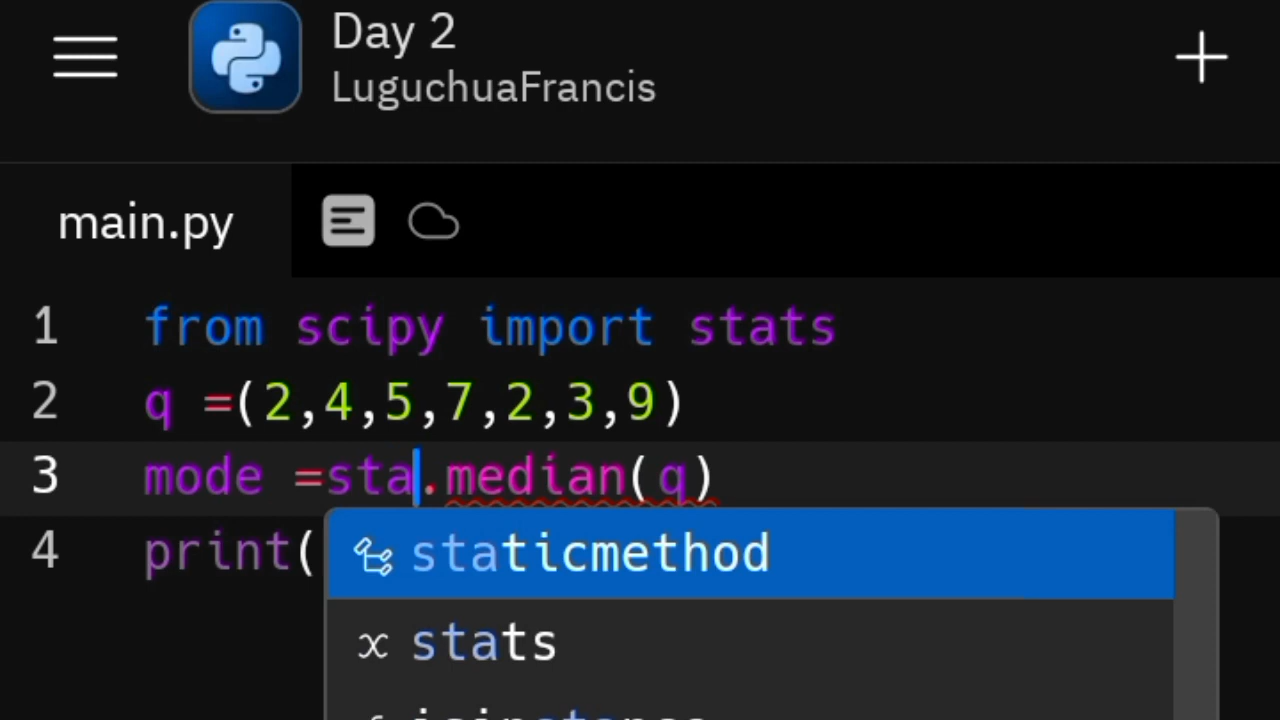 Day 2
LuguchuaFrancis
main.py
1 from scipy import stats
2 q =(2,4,5,7,2,3,9)
3 mode =sta.median(q)
4 print(
staticmethod
x stats